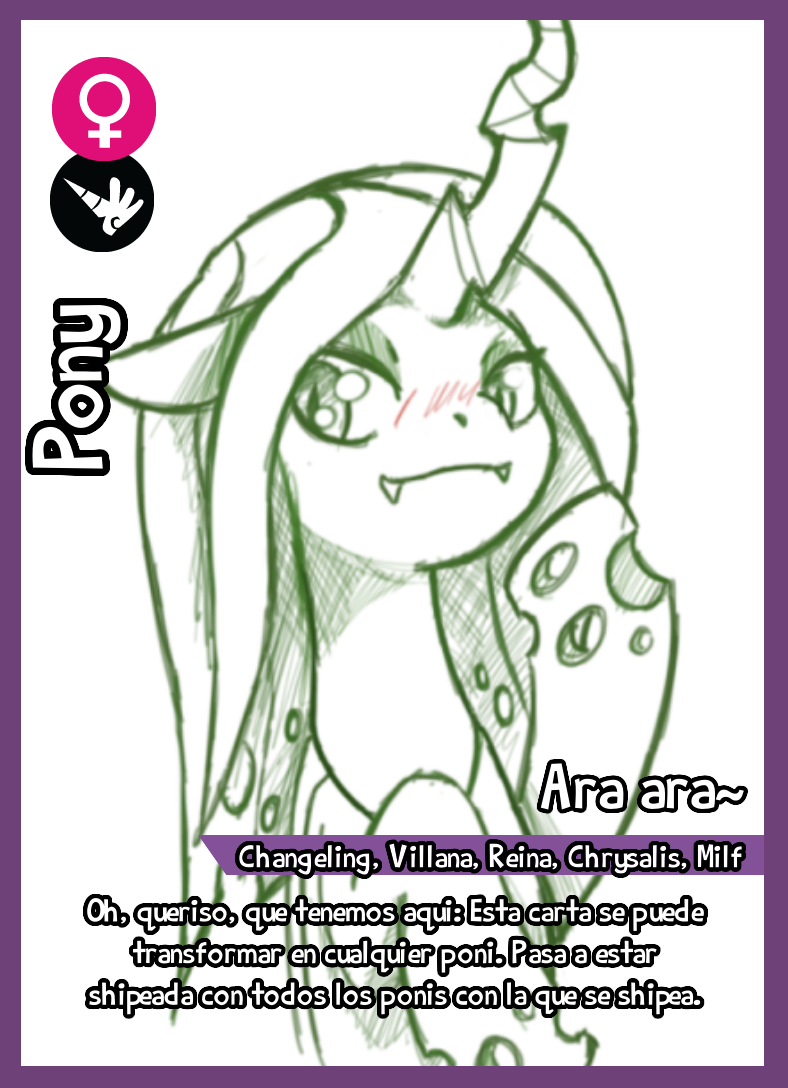 Pony
Ara ara~
Changeling, Villana, Reina, Chrysalis, Milf
Oh, queriso, que tenemos aqui: Esta carta se puede
transformar en cualquier poni. Pasa a estar
shipeada con todos los ponis con la que se shipea.